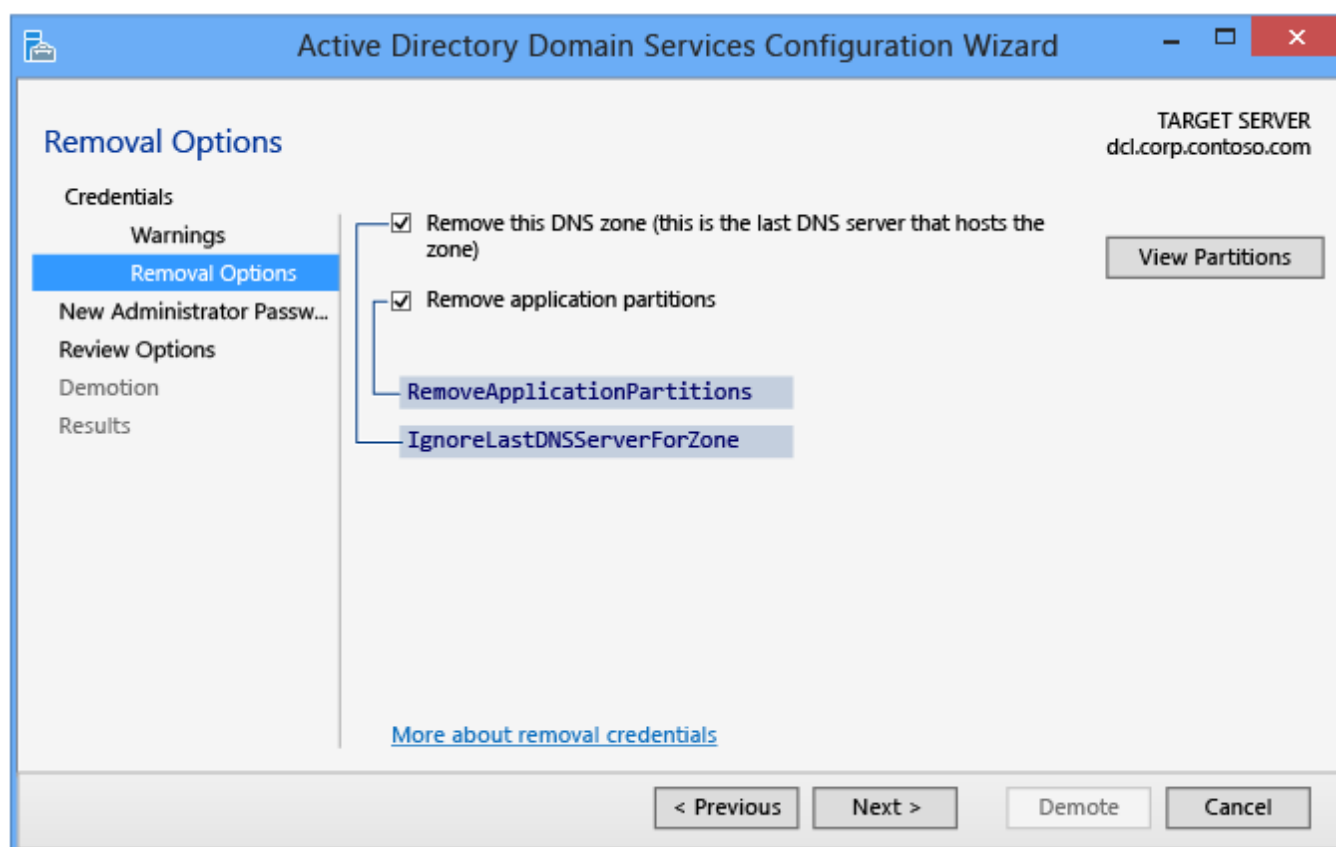 Active Directory Domain Services Configuration Wizard
Removal Options
TARGET SERVER
dcl.corp.contoso.com
Credentials
Warnings
Removal Options
New Administrator Passw...
Review Options
Demotion
Results
Remove this DNS zone (this is the last DNS server that hosts the
zone)
View Partitions
Remove application partitions
RemoveApplicationPartitions
IgnoreLastDNSServerForZone
More about removal credentials
< Previous
Next >
Demote
Cancel